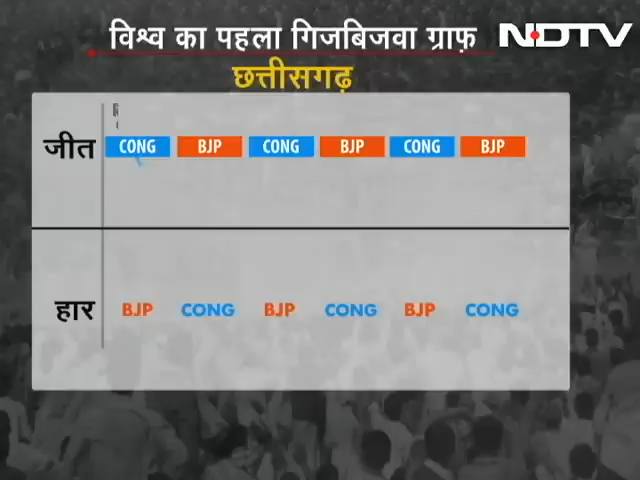 विश्व का पहला गिजबिजवा ग्राफ़
NDTV
छत्तीसगढ़
जीत CONG BJP CONG BJP CONG BJP
हार BJP CONG BJP CONG BJP CONG